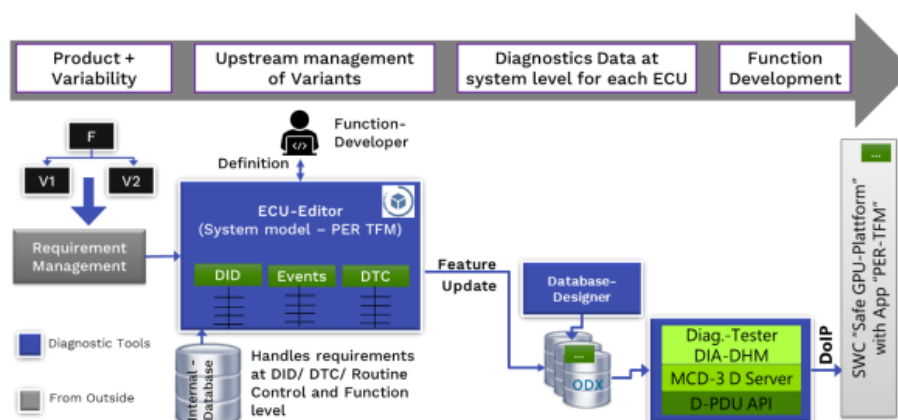 Product +
Variability
Upstream management
of Variants
Diagnostics Data at
system level for each ECU
Function
Development
F
V1
V2
Requirement
Management
Function-
Developer
Definition
ECU-Editor
(System model – PER TFM)
DID
Events
DTC
Feature
Update
Database-
Designer
...
ODX
Diag.-Tester
DIA-DHM
MCD-3 D Server
D-PDU API
DoIP
...
SWC "Safe GPU-Plattform"
with App "PER-TFM"
Diagnostic Tools
From Outside
Internal -
Database
Handles requirements
at DID/ DTC/ Routine
Control and Function
level